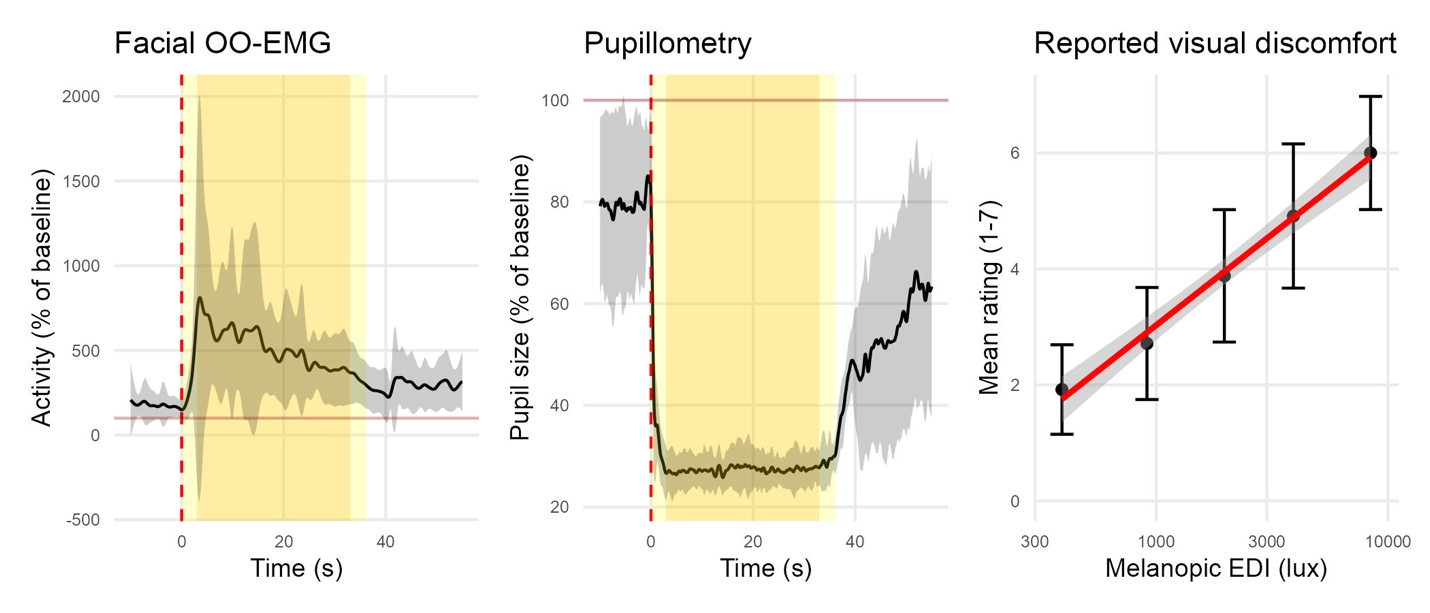 Facial OO-EMG
Activity (% of baseline)
2000
1500
1000
500
0
-500
0 20 40
Time (s)
Pupillometry
Pupil size (% of baseline)
100
80
60
40
20
0 20 40
Time (s)
Reported visual discomfort
Mean rating (1-7)
6
4
2
0
300 1000 3000 10000
Melanopic EDI (lux)